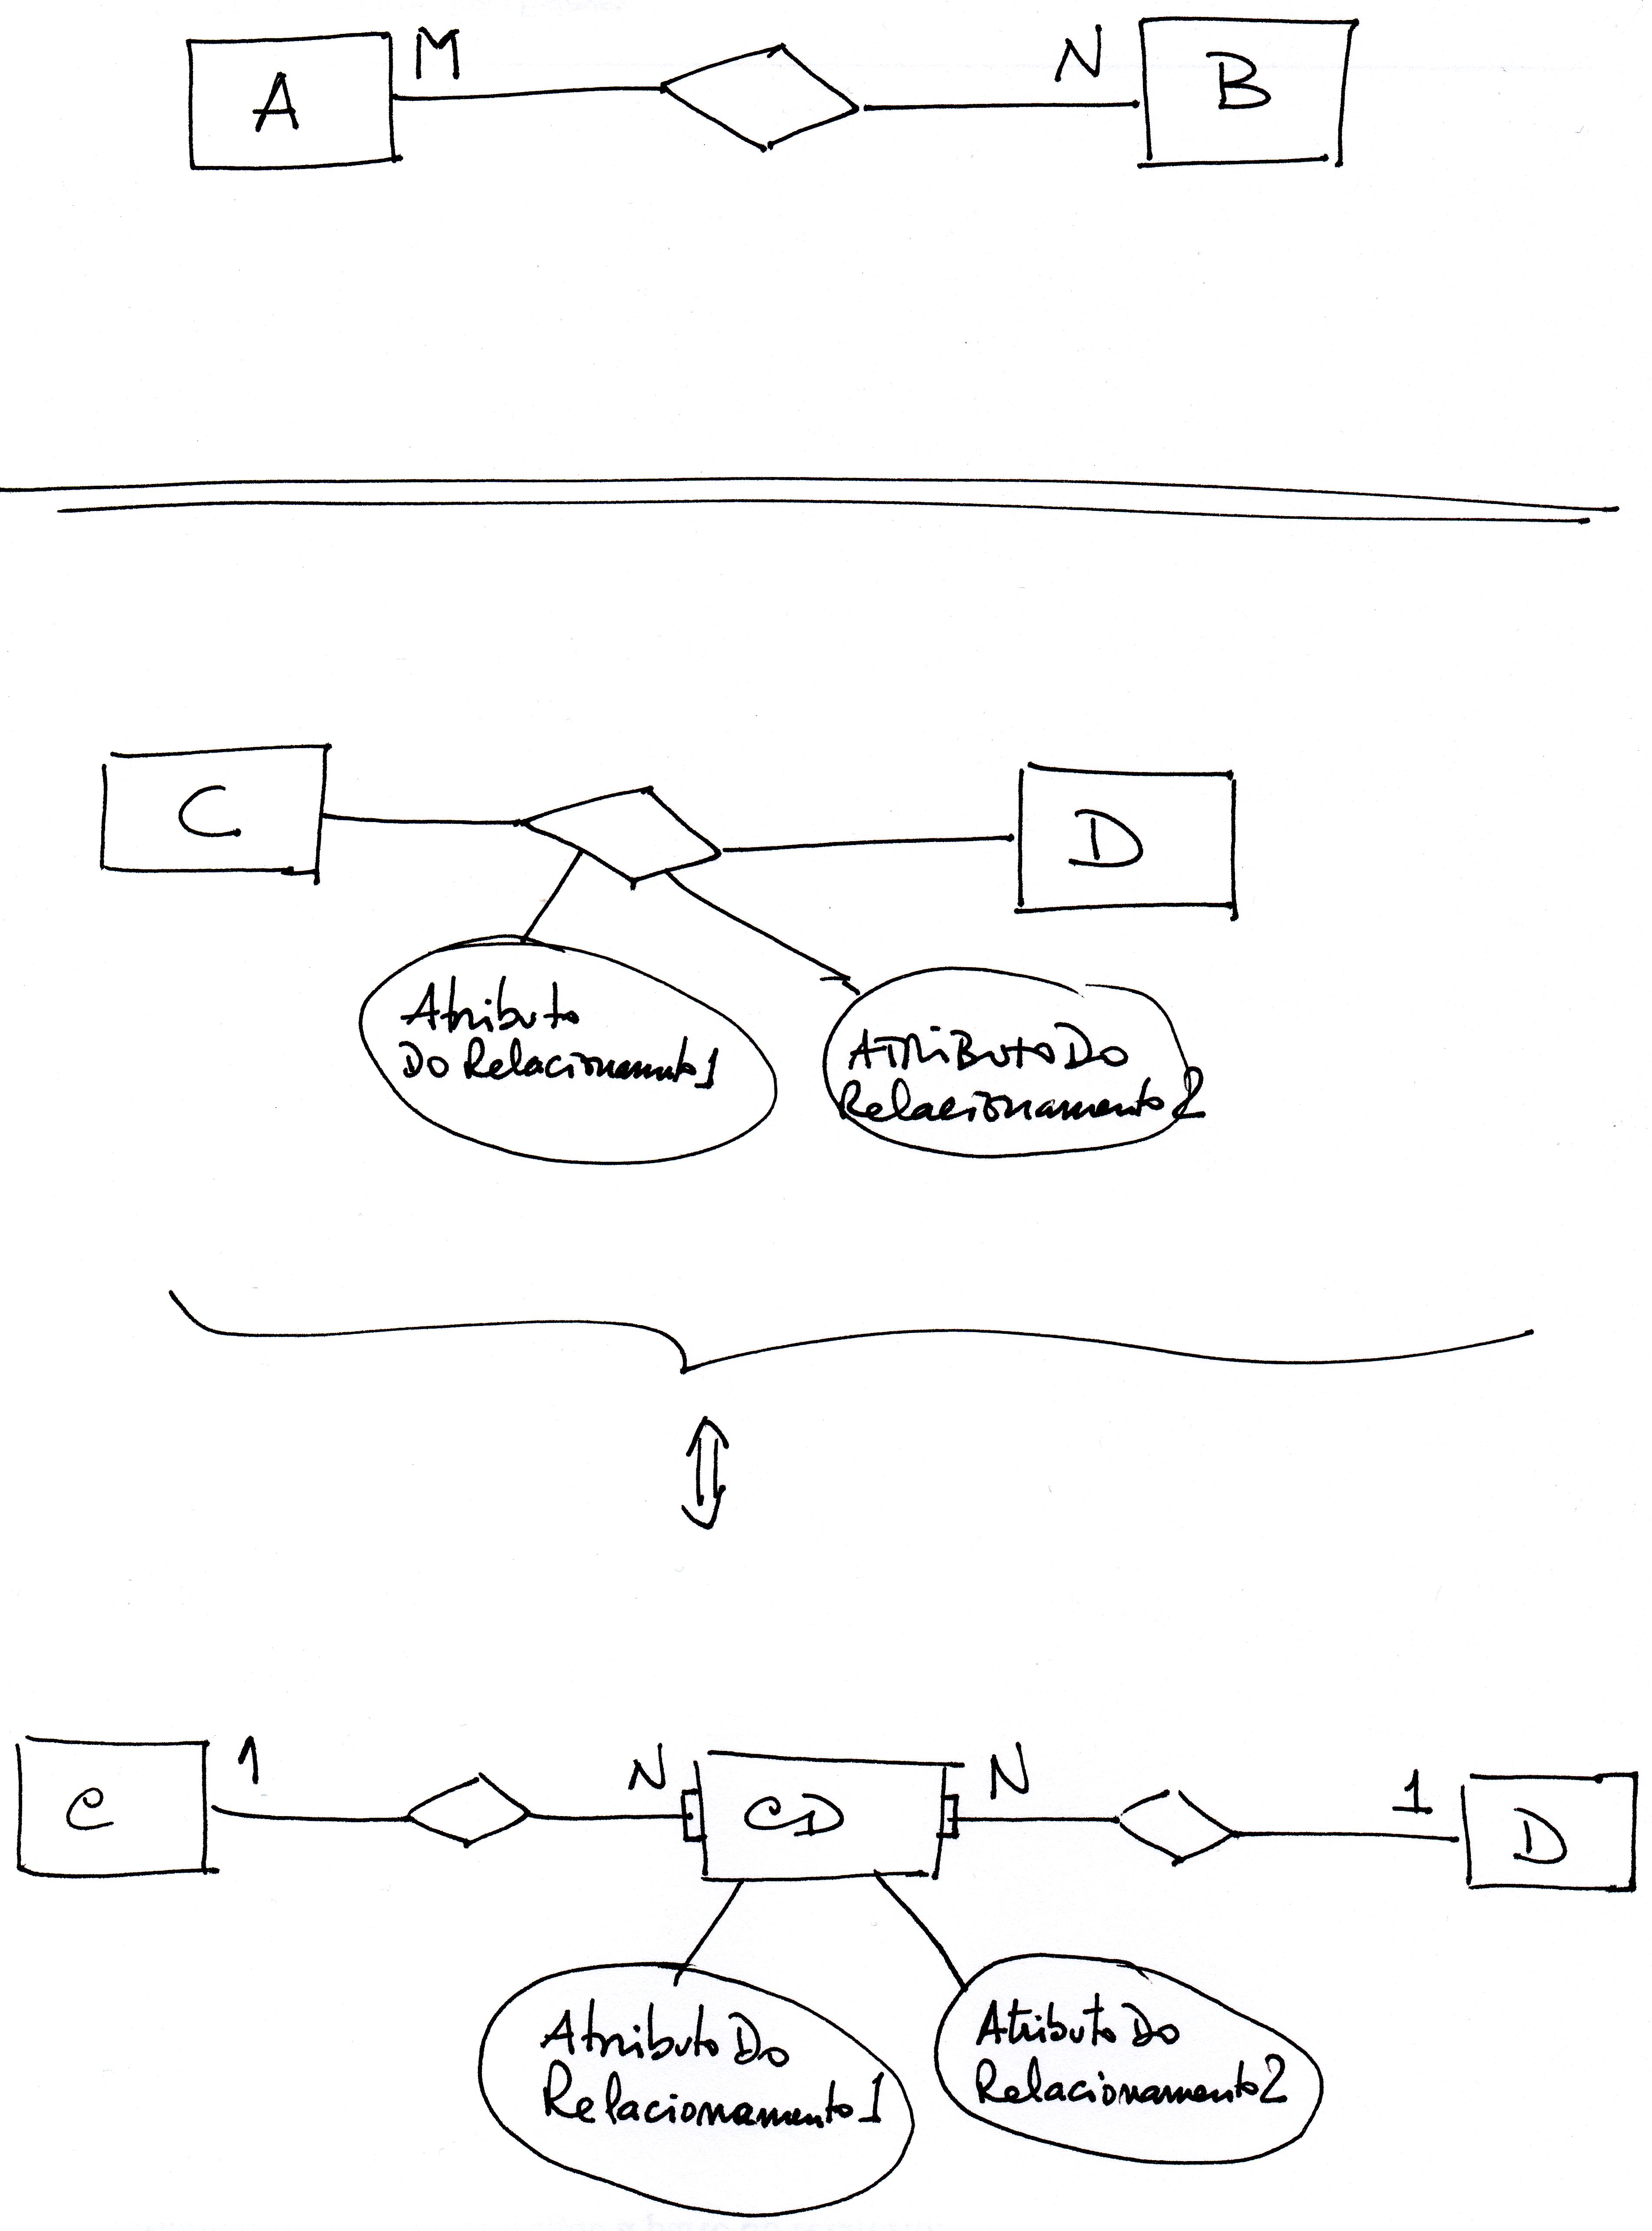 A M N B
C D
Atributo
Do Relacionamento1
AtRiButo Do
Relacionamento2
C 1 N CD N 1 D
Atributo Do
Relacionamento1
Atributo Do
Relacionamento2